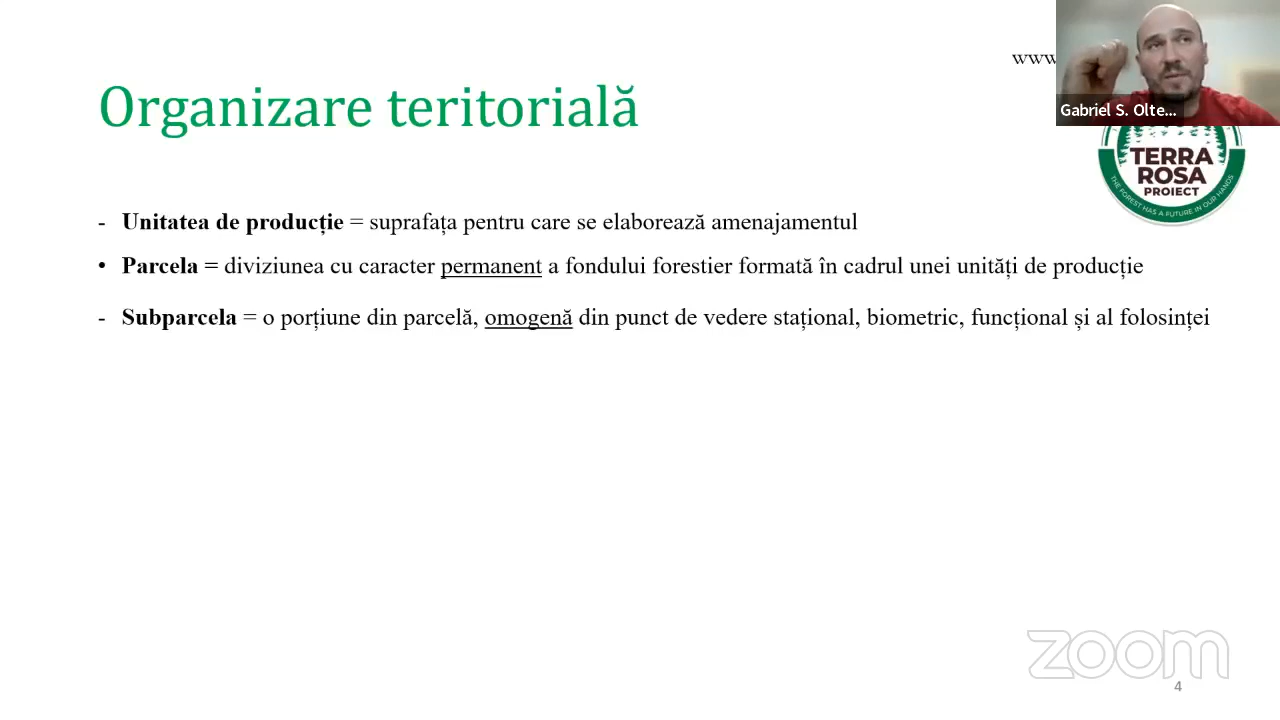 www
Gabriel S. Olte...
Organizare teritorială
TERRA
ROSA
PROIECT
THE FOREST HAS A FUTURE IN OUR HANDS
- Unitatea de producție = suprafața pentru care se elaborează amenajamentul
• Parcela = diviziunea cu caracter permanent a fondului forestier formată în cadrul unei unități de producție
- Subparcela = o porțiune din parcelă, omogenă din punct de vedere stațional, biometric, funcțional și al folosinței
zoom
4